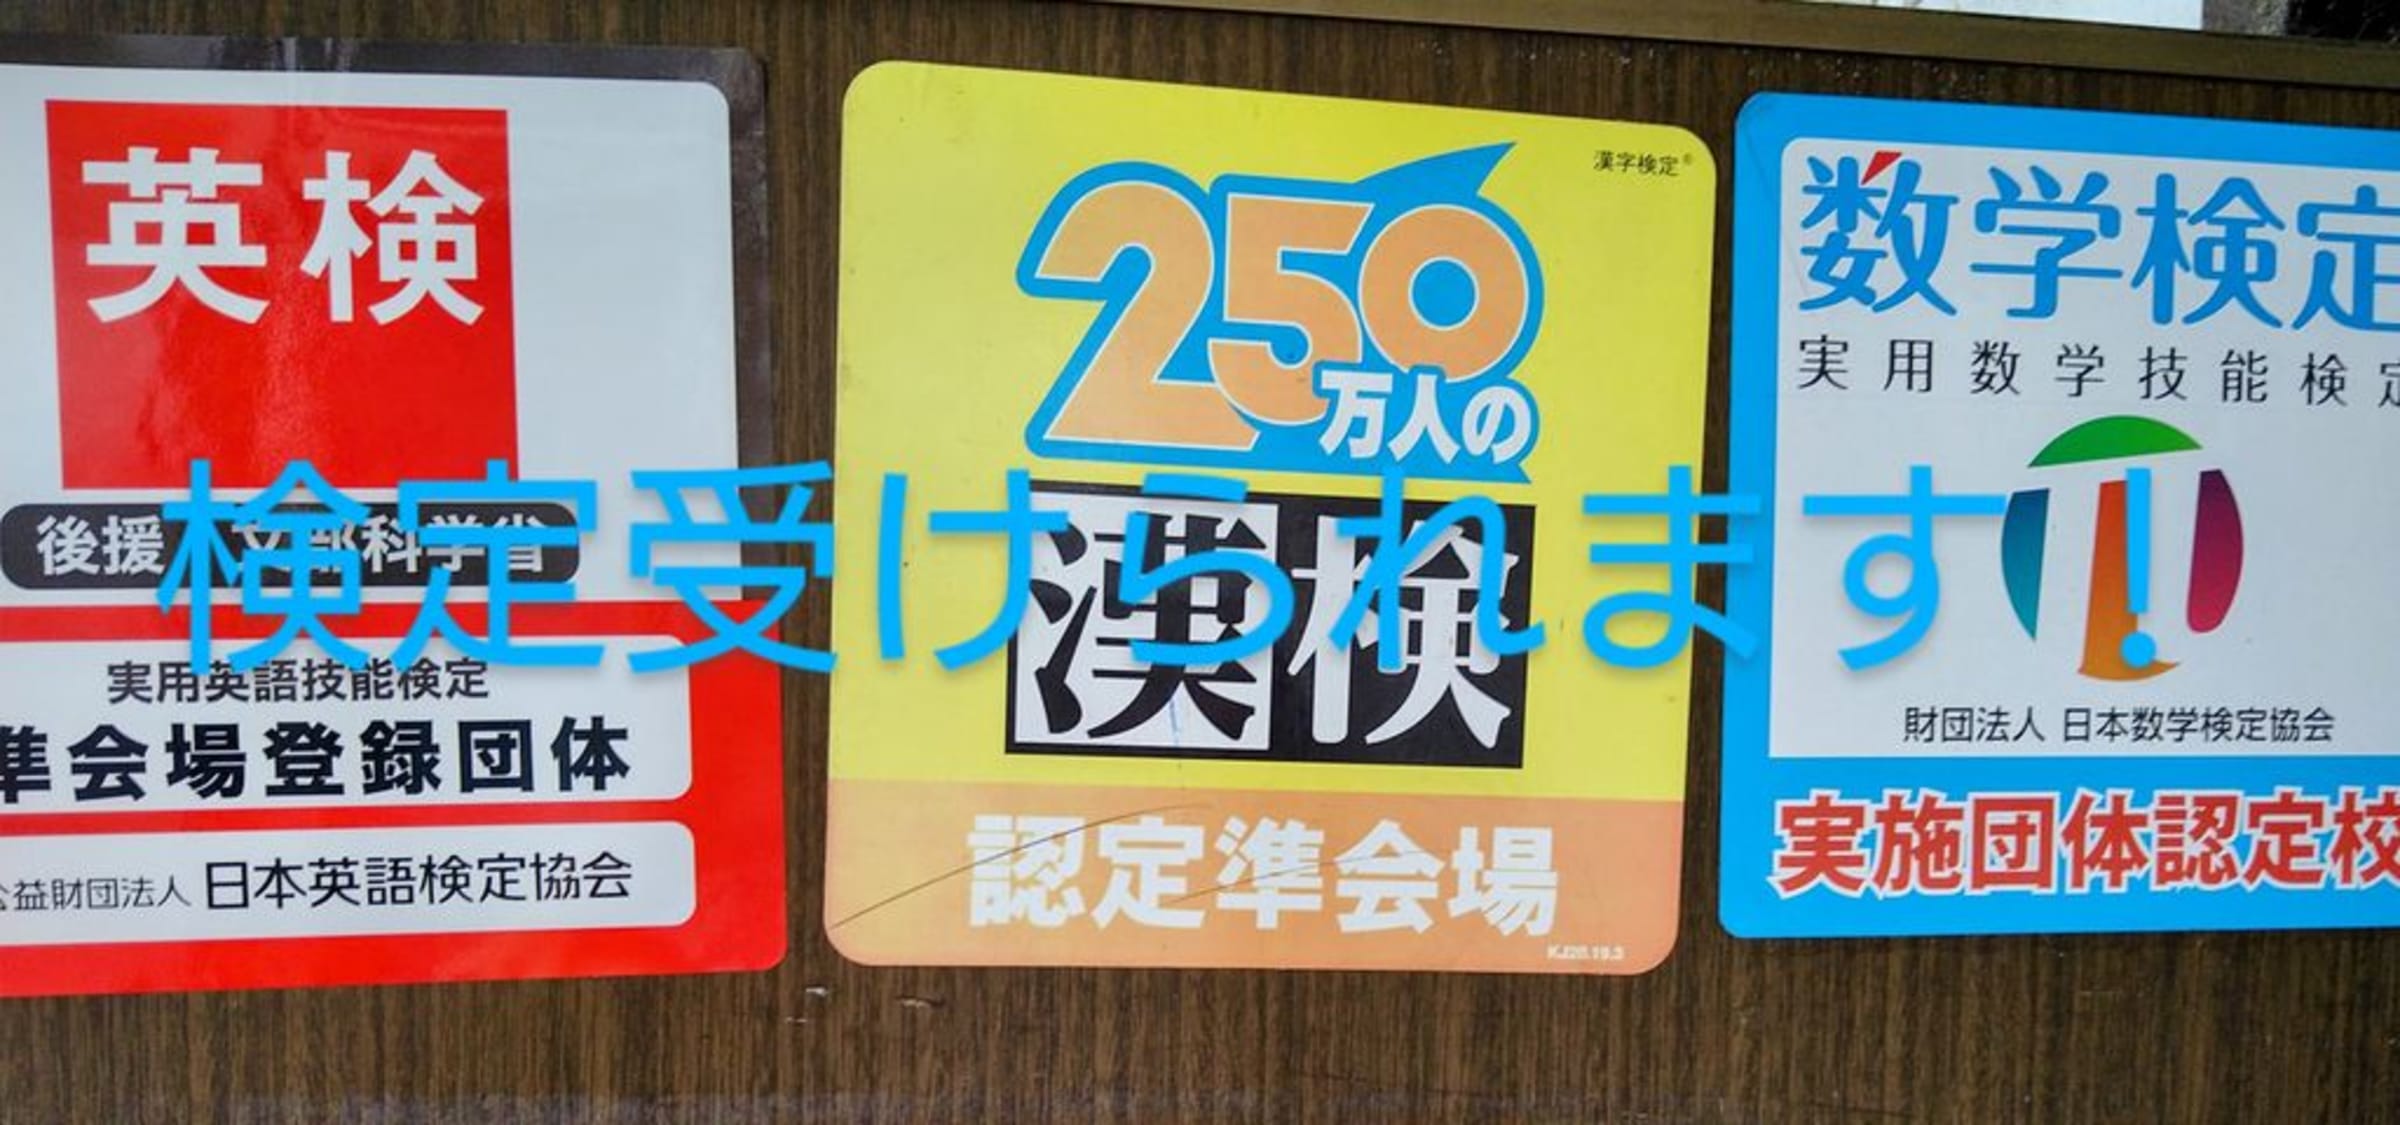 英検
後援 文部科学省
実用英語技能検定
準会場登録団体
公益財団法人 日本英語検定協会
漢字検定®
250
万人の
漢検
認定準会場
KJ20.19.3
数学検定
実用数学技能検定
財団法人 日本数学検定協会
実施団体認定校
検定受けられます！